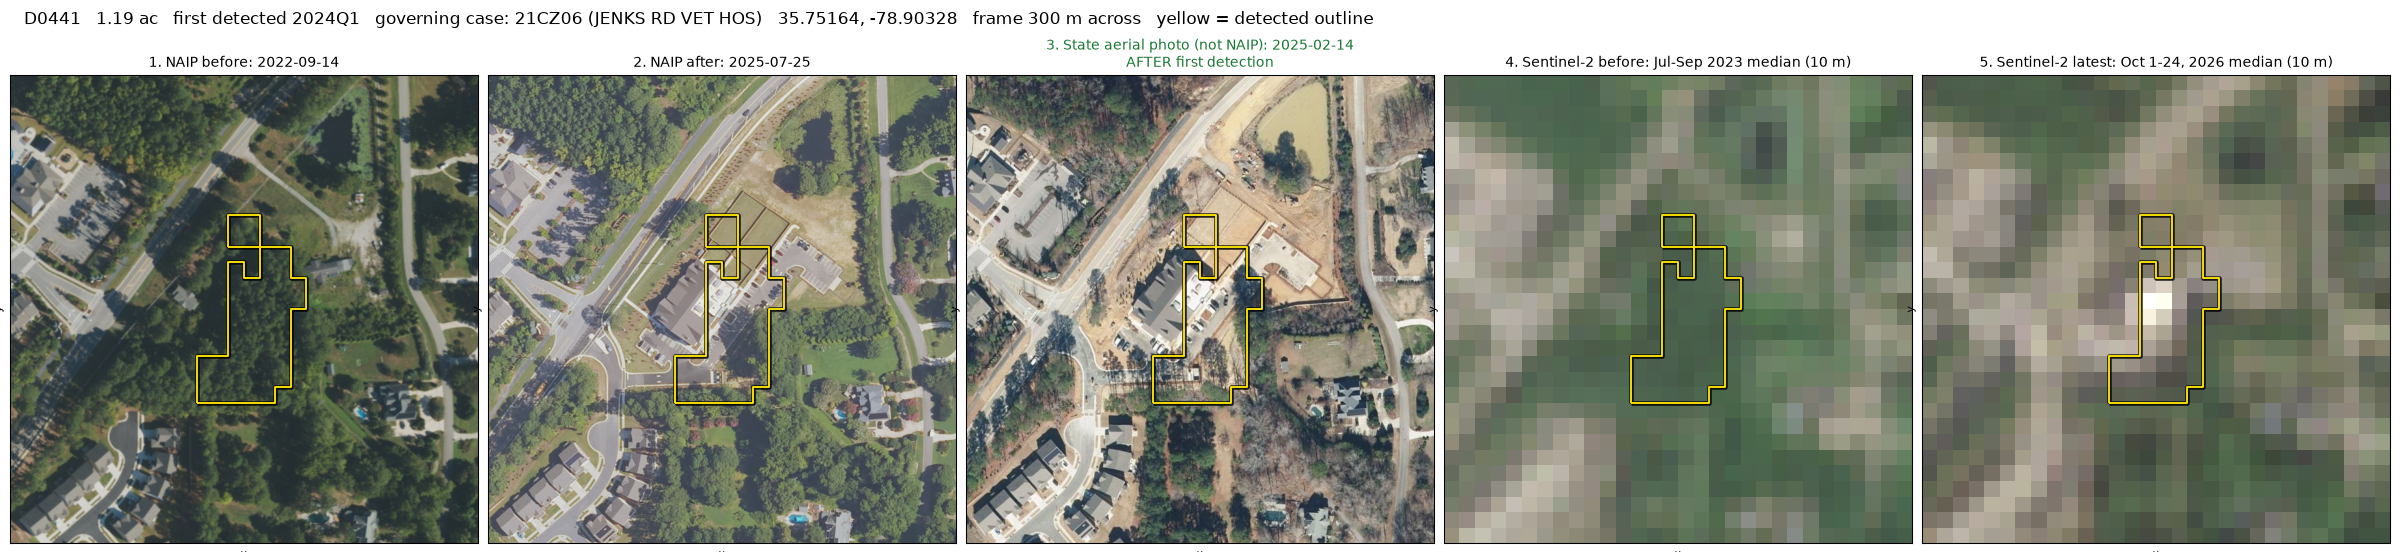 D0441 1.19 ac first detected 2024Q1 governing case: 21CZ06 (JENKS RD VET HOS) 35.75164, -78.90328 frame 300 m across yellow = detected outline
1. NAIP before: 2022-09-14
2. NAIP after: 2025-07-25
3. State aerial photo (not NAIP): 2025-02-14
AFTER first detection
4. Sentinel-2 before: Jul-Sep 2023 median (10 m)
5. Sentinel-2 latest: Oct 1-24, 2026 median (10 m)